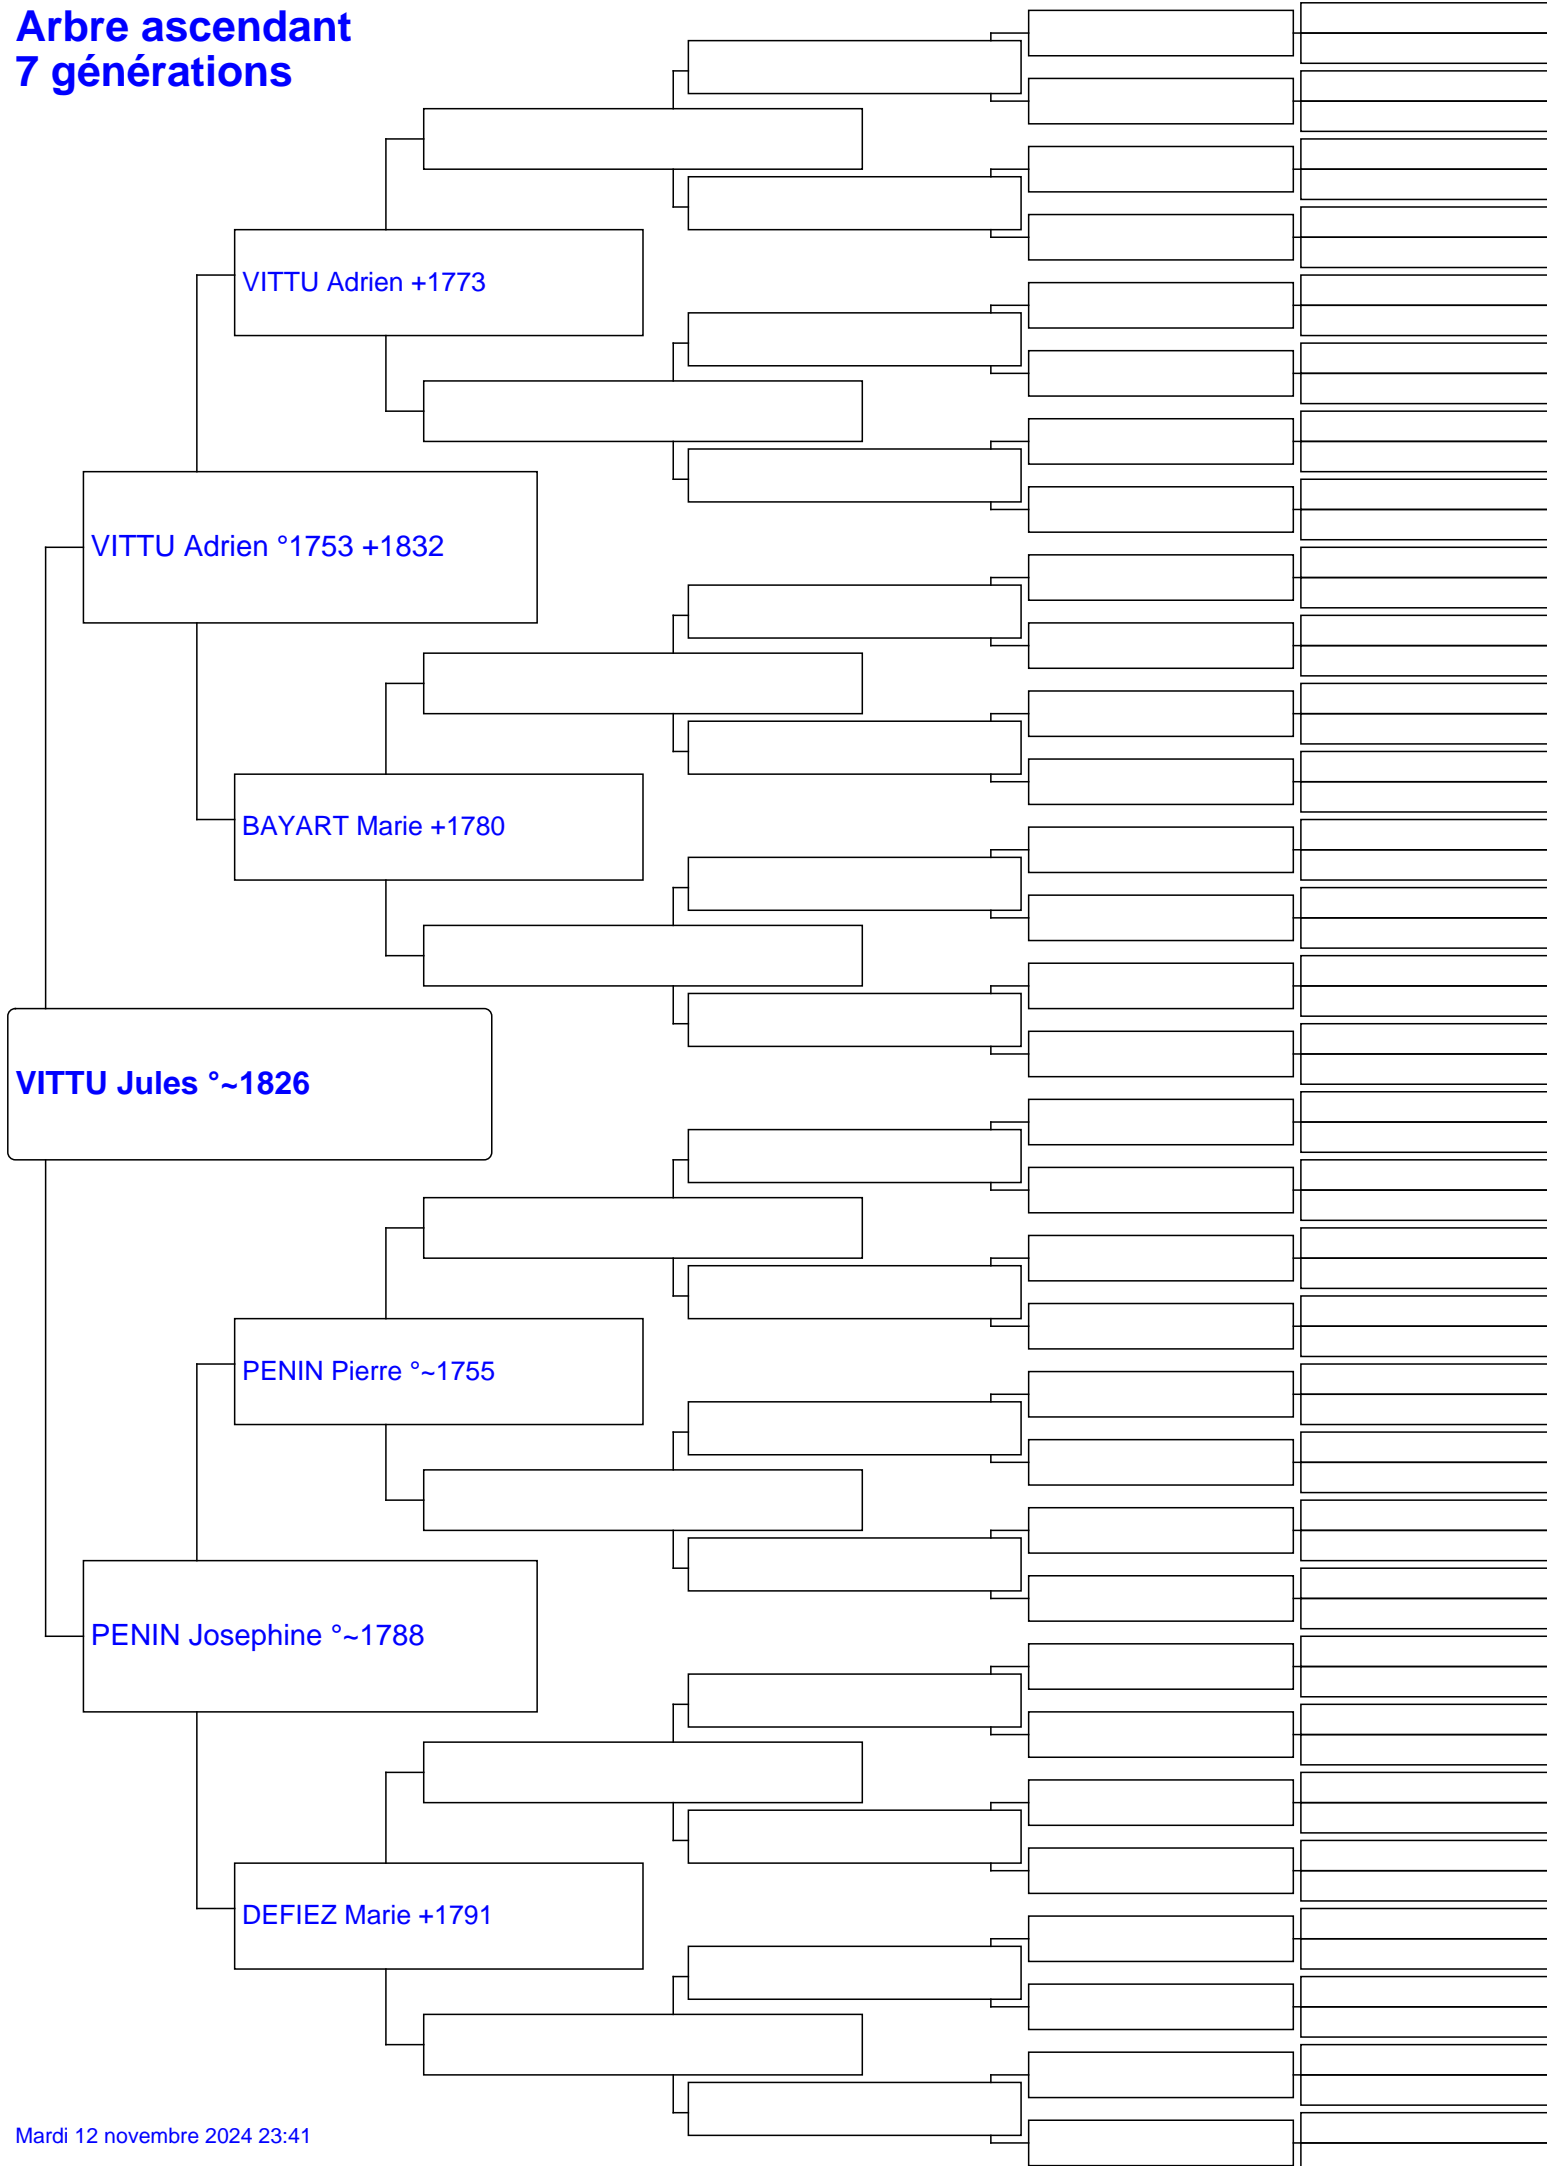 Arbre ascendant
7 générations
VITTU Adrien +1773
VITTU Adrien °1753 +1832
BAYART Marie +1780
VITTU Jules °~1826
PENIN Pierre °~1755
PENIN Josephine °~1788
DEFIEZ Marie +1791
Mardi 12 novembre 2024 23:41